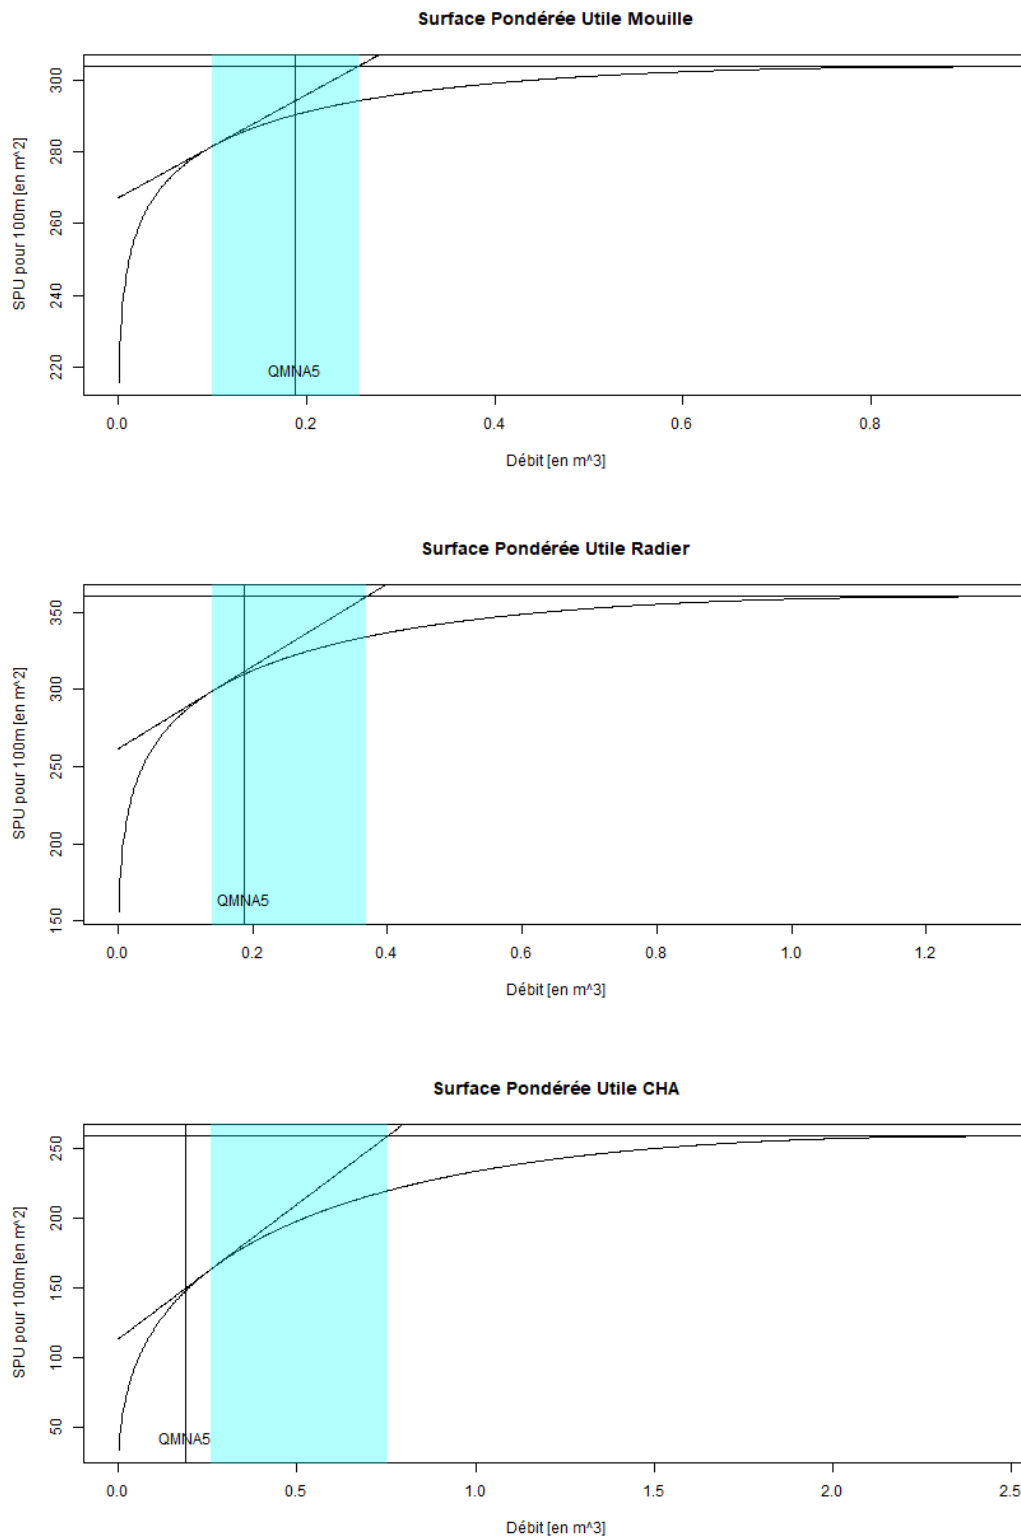 Surface Pondérée Utile Mouille
SPU pour 100m [en m^2]
300
280
260
240
220
QMNA5
0.0 0.2 0.4 0.6 0.8
Débit [en m^3]
Surface Pondérée Utile Radier
SPU pour 100m [en m^2]
350
300
250
200
150
QMNA5
0.0 0.2 0.4 0.6 0.8 1.0 1.2
Débit [en m^3]
Surface Pondérée Utile CHA
SPU pour 100m [en m^2]
250
200
150
100
50
QMNA5
0.0 0.5 1.0 1.5 2.0 2.5
Débit [en m^3]